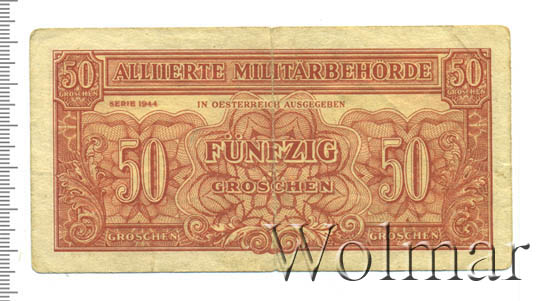 50 ALLIIERTE MILITÄRBEHÖRDE 50
GROSCHEN GROSCHEN
SERIE 1944 IN OESTERREICH AUSGEGEBEN
50 FÜNFZIG 50
GROSCHEN
GROSCHEN GROSCHEN
Wolmar